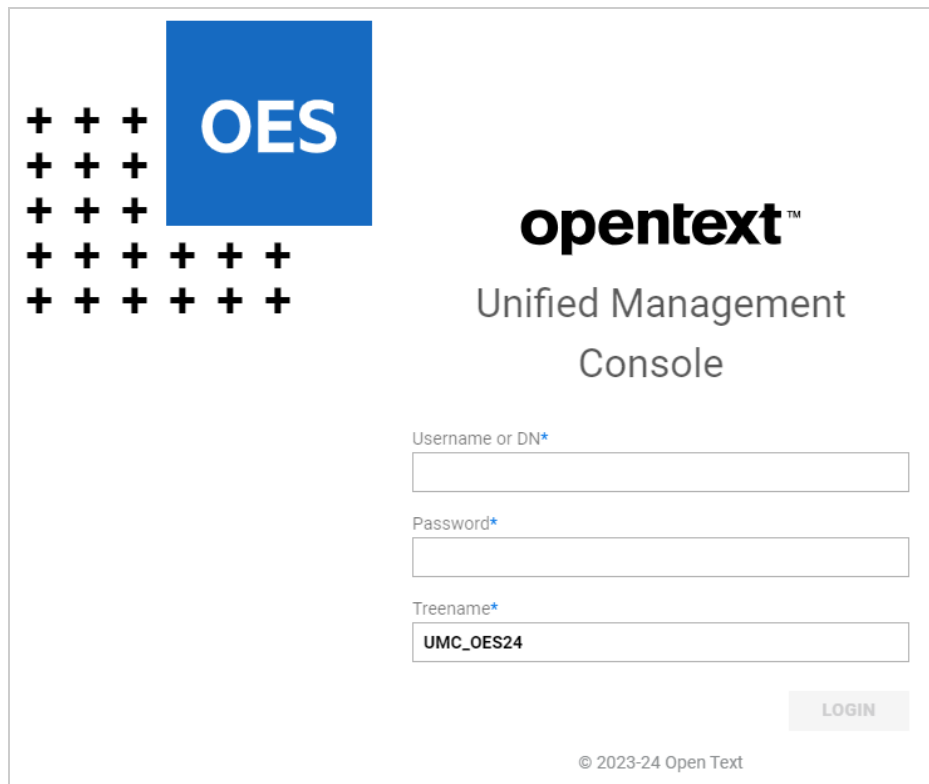 OES
opentext™
Unified Management
Console
Username or DN*
Password*
Treename*
UMC_OES24
LOGIN
© 2023-24 Open Text